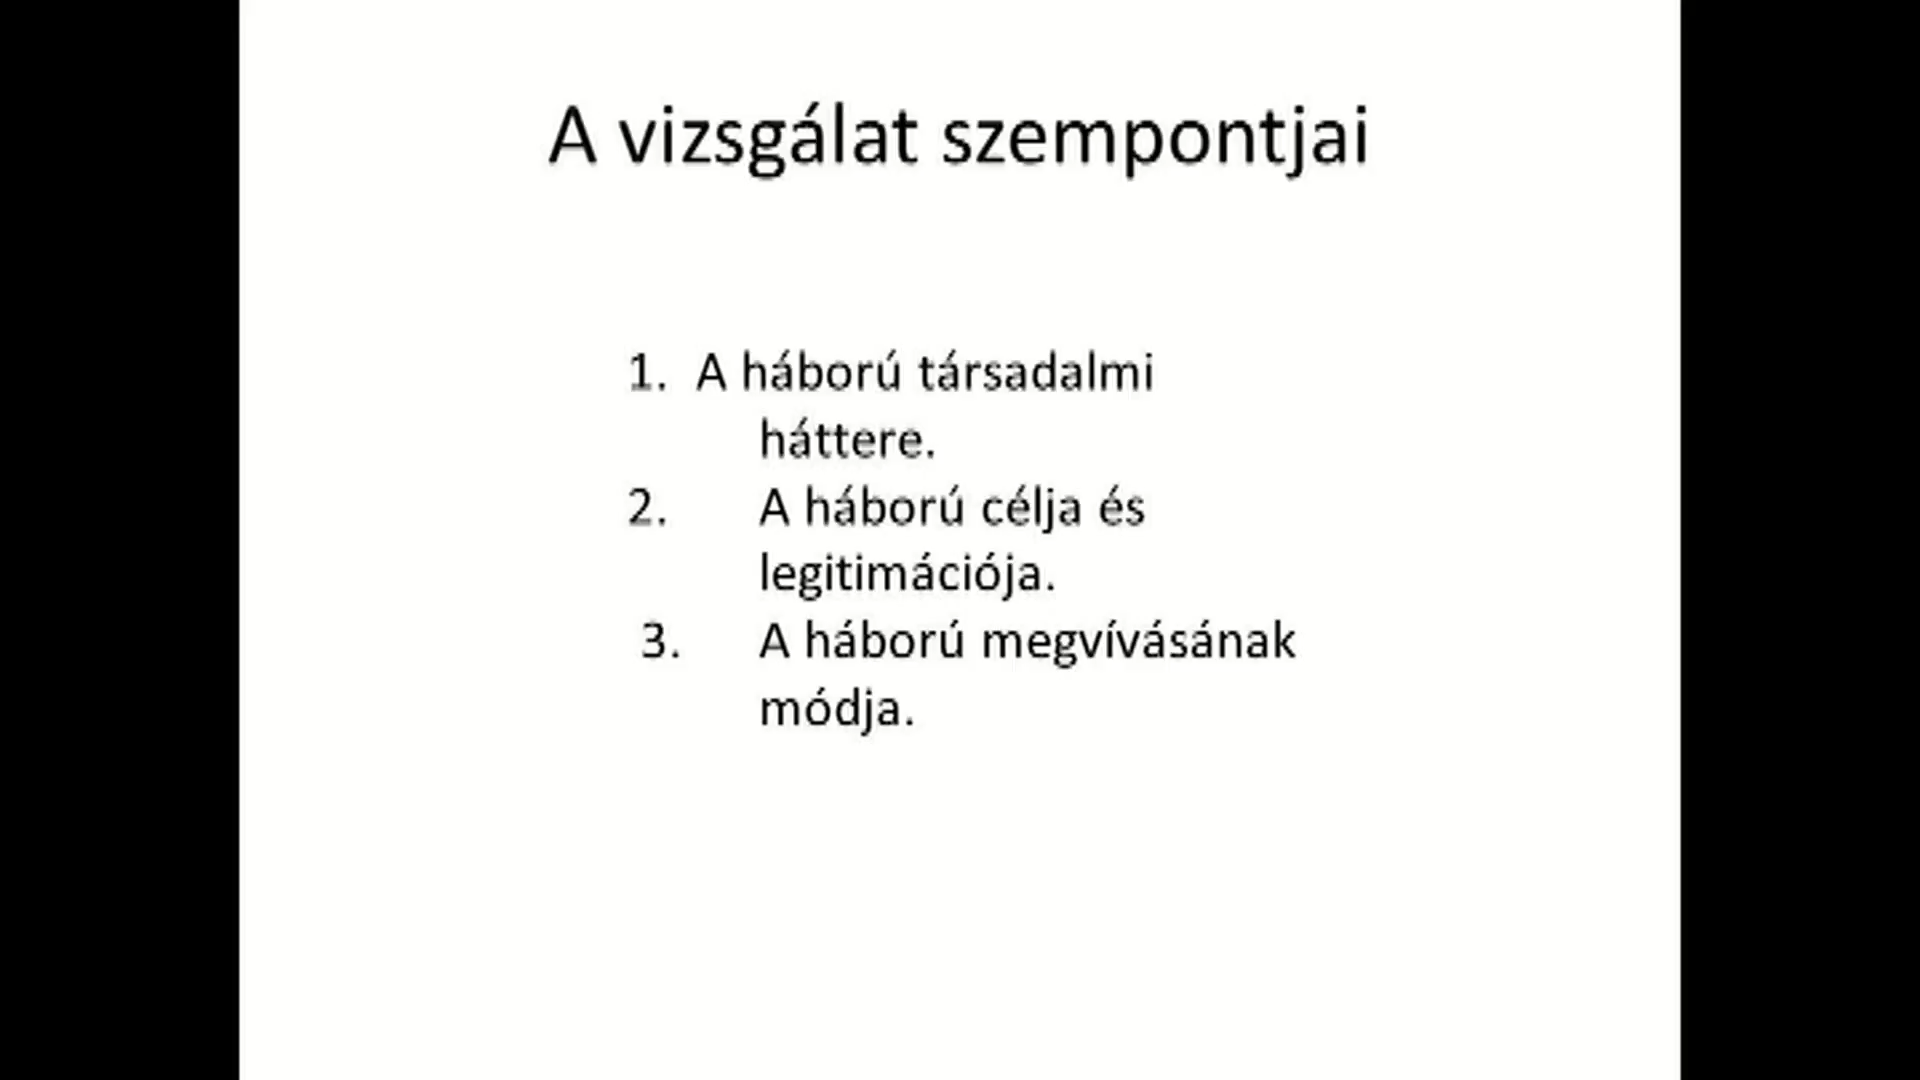 A vizsgálat szempontjai
1. A háború társadalmi
háttere.
2. A háború célja és
legitimációja.
3. A háború megvívásának
módja.